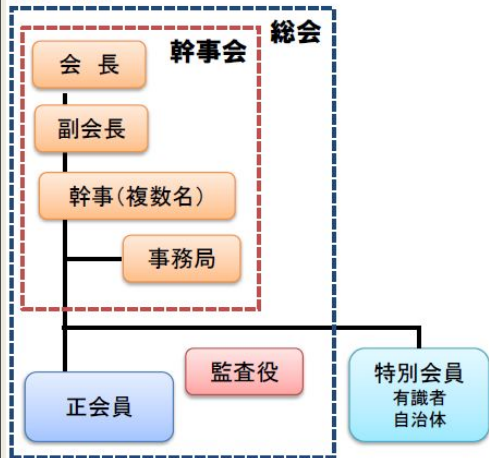 総会
幹事会
会 長
副会長
幹事(複数名)
事務局
監査役
正会員
特別会員
有識者
自治体